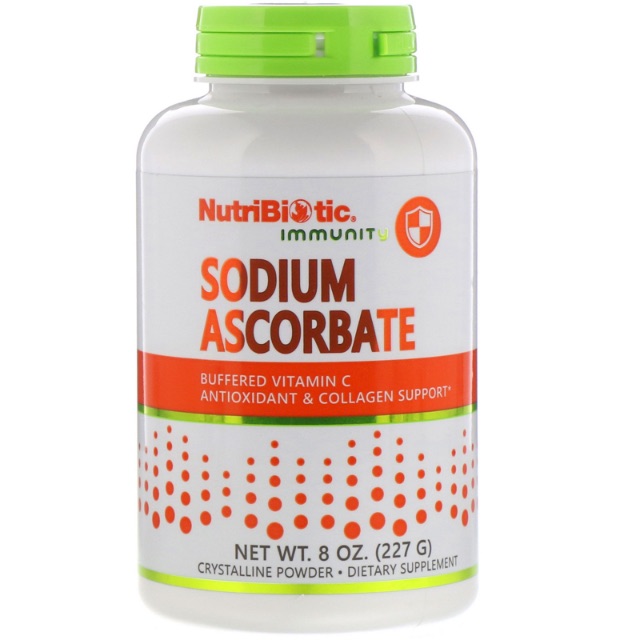 NutriBiotic®
IMMUNITY
SODIUM
ASCORBATE
BUFFERED VITAMIN C
ANTIOXIDANT & COLLAGEN SUPPORT*
NET WT. 8 OZ. (227 G)
CRYSTALLINE POWDER • DIETARY SUPPLEMENT